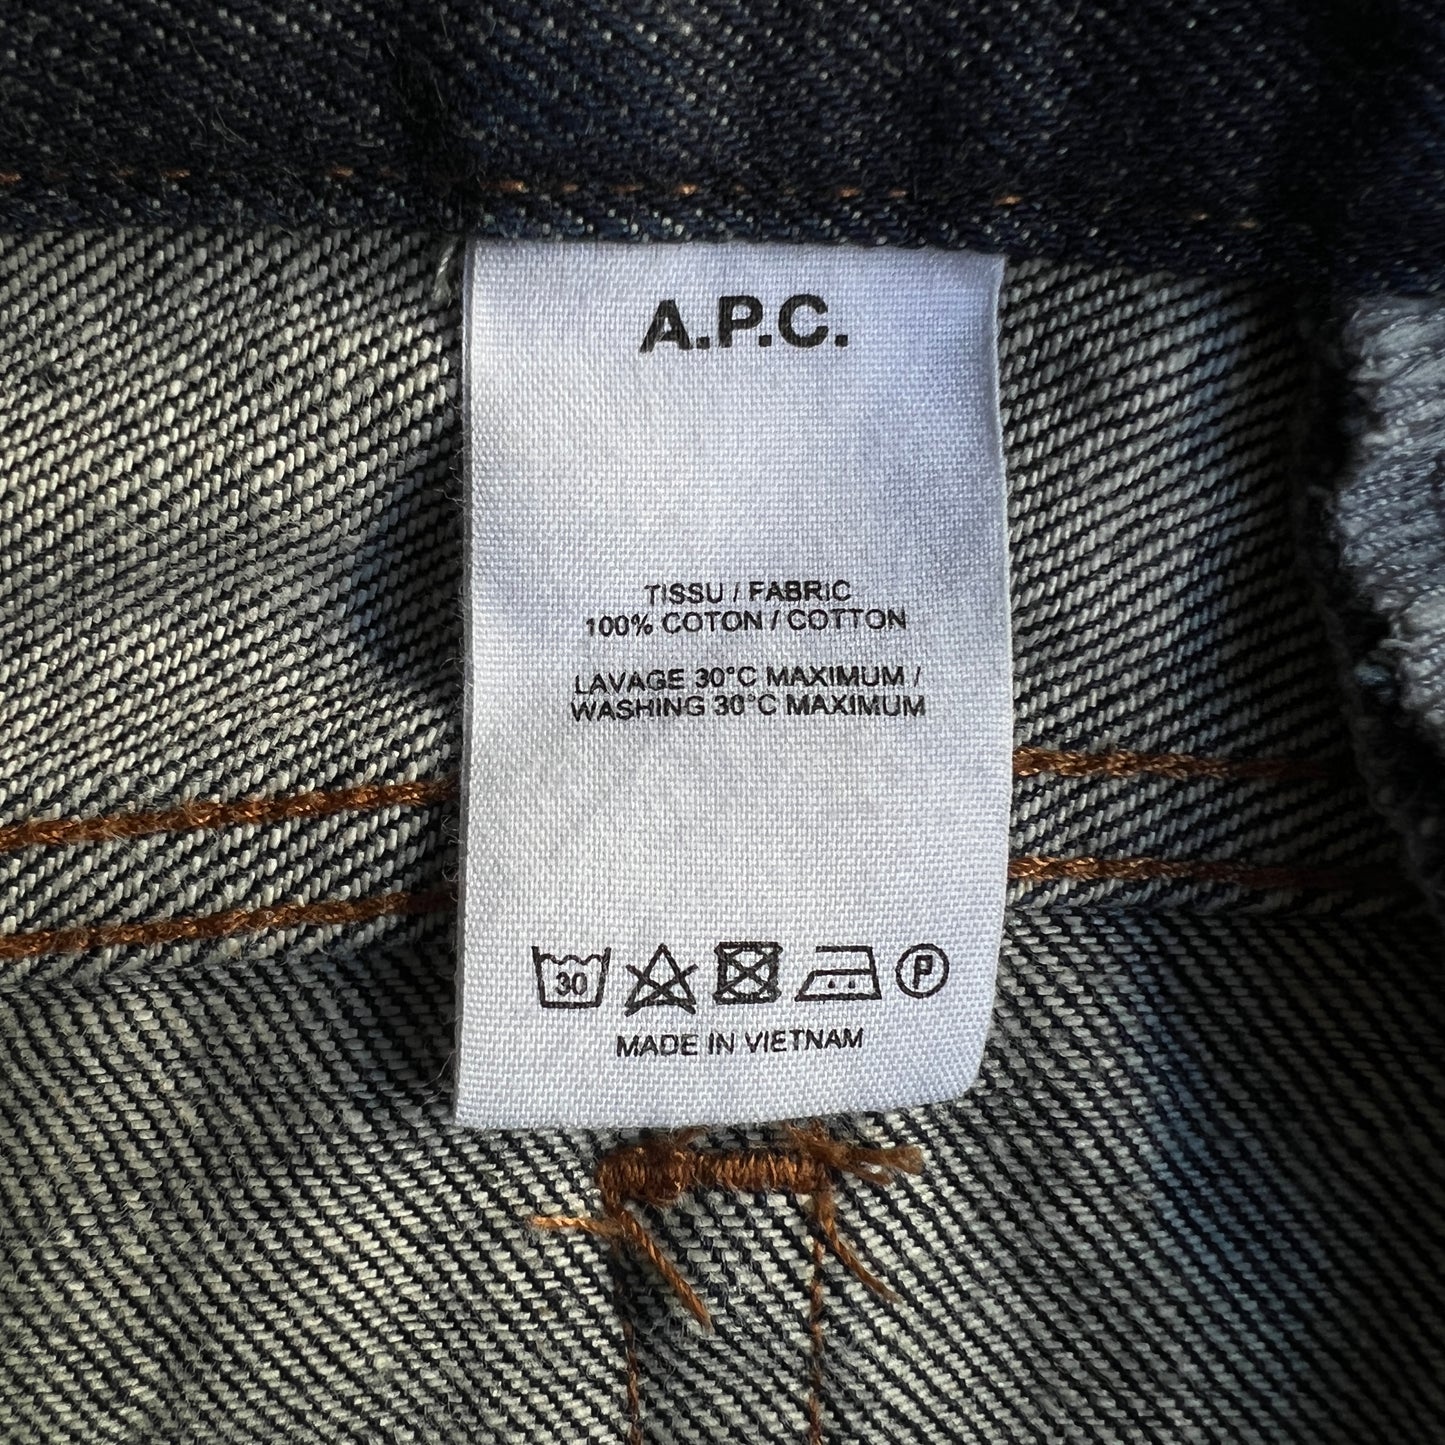 A.P.C.
TISSU / FABRIC
100% COTON / COTTON
LAVAGE 30°C MAXIMUM /
WASHING 30°C MAXIMUM
30 P
MADE IN VIETNAM